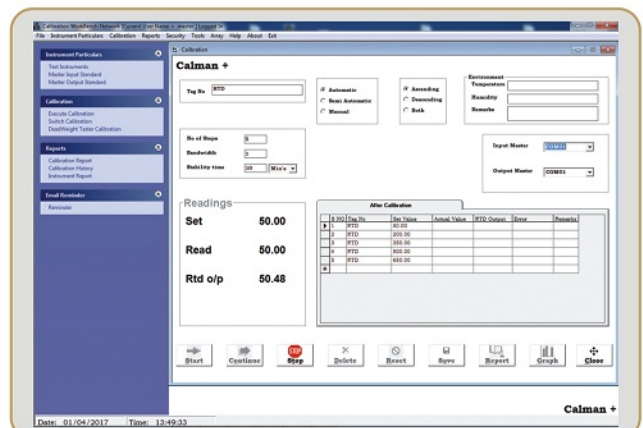 Calibration WorkBench Network [Current User Name
File Instrument Particulars Calibration Reports Security Tools Array Help About Exit
Instrument Particulars
Test Instruments
Master Input Standard
Master Output Standard
Calibration
Execute Calibration
Switch Calibration
DeadWeight Tester Calibration
Reports
Calibration Report
Calibration History
Instrument Report
Email Reminder
Reminder
Calibration
Calman +
Tag No RTD
Automatic
Semi Automatic
Manual
Ascending
Descending
Both
Environment
Temperature
Humidity
Remarks
No of Steps 5
Bandwidth 1
Stability time 10 Min's
Input Master COM01
Output Master COM01
Readings
Set 50.00
Read 50.00
Rtd o/p 50.48
After Calibration
S NO Tag No Set Value Actual Value RTD Output Error Remarks
1 RTD 50.00
2 RTD 200.00
3 RTD 350.00
4 RTD 500.00
5 RTD 650.00
Start Continue Stop Delete Reset Save Report Graph Close
STOP
Calman +
Date: 01/04/2017 Time: 13:49:33